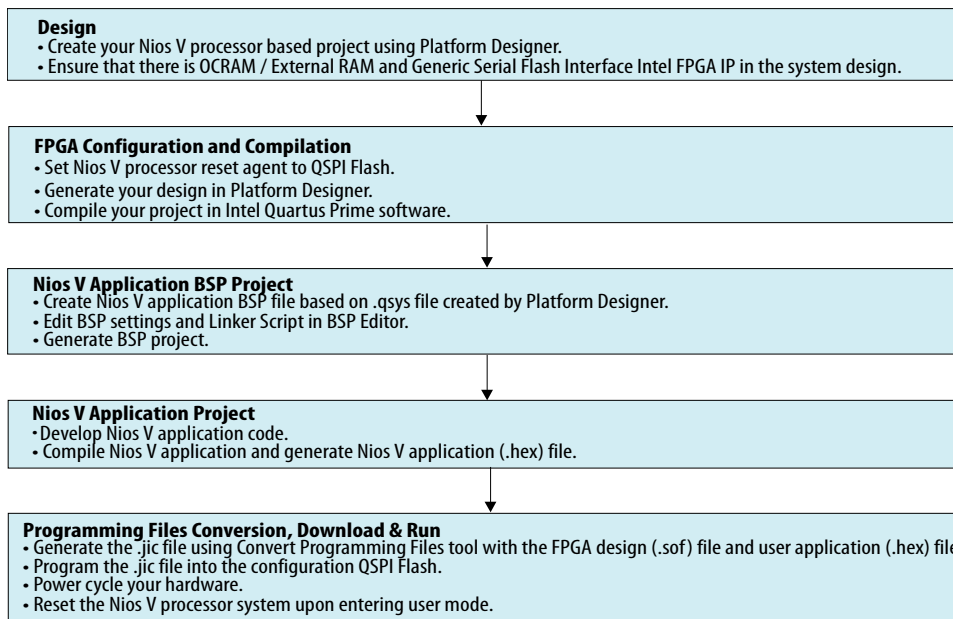 Design
• Create your Nios V processor based project using Platform Designer.
• Ensure that there is OCRAM / External RAM and Generic Serial Flash Interface Intel FPGA IP in the system design.
FPGA Configuration and Compilation
• Set Nios V processor reset agent to QSPI Flash.
• Generate your design in Platform Designer.
• Compile your project in Intel Quartus Prime software.
Nios V Application BSP Project
• Create Nios V application BSP file based on .qsys file created by Platform Designer.
• Edit BSP settings and Linker Script in BSP Editor.
• Generate BSP project.
Nios V Application Project
•Develop Nios V application code.
• Compile Nios V application and generate Nios V application (.hex) file.
Programming Files Conversion, Download & Run
• Generate the .jic file using Convert Programming Files tool with the FPGA design (.sof) file and user application (.hex) file
• Program the .jic file into the configuration QSPI Flash.
• Power cycle your hardware.
• Reset the Nios V processor system upon entering user mode.